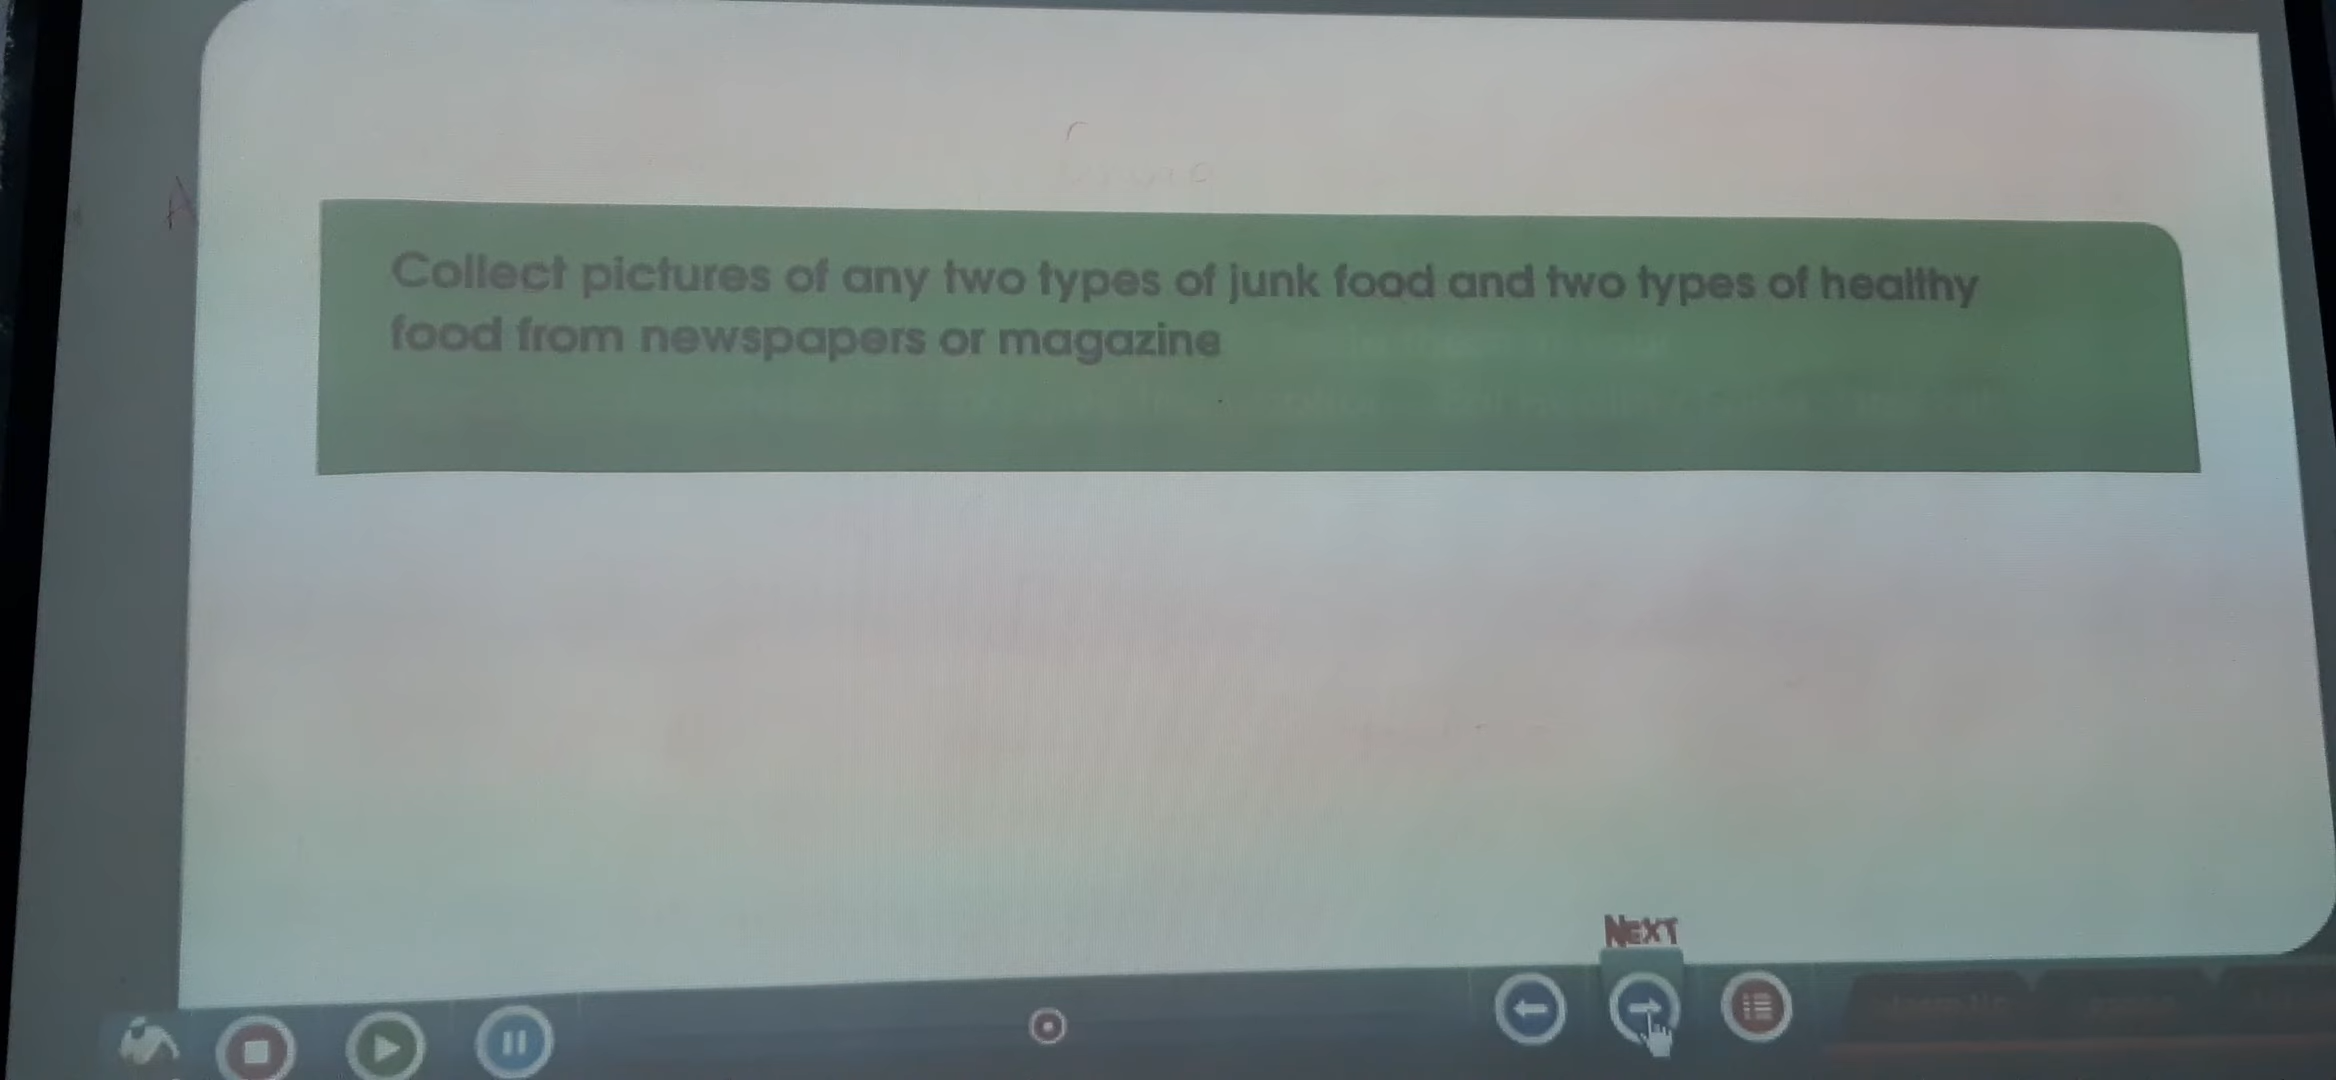 Collect pictures of any two types of junk food and two types of healthy
food from newspapers or magazine
NEXT